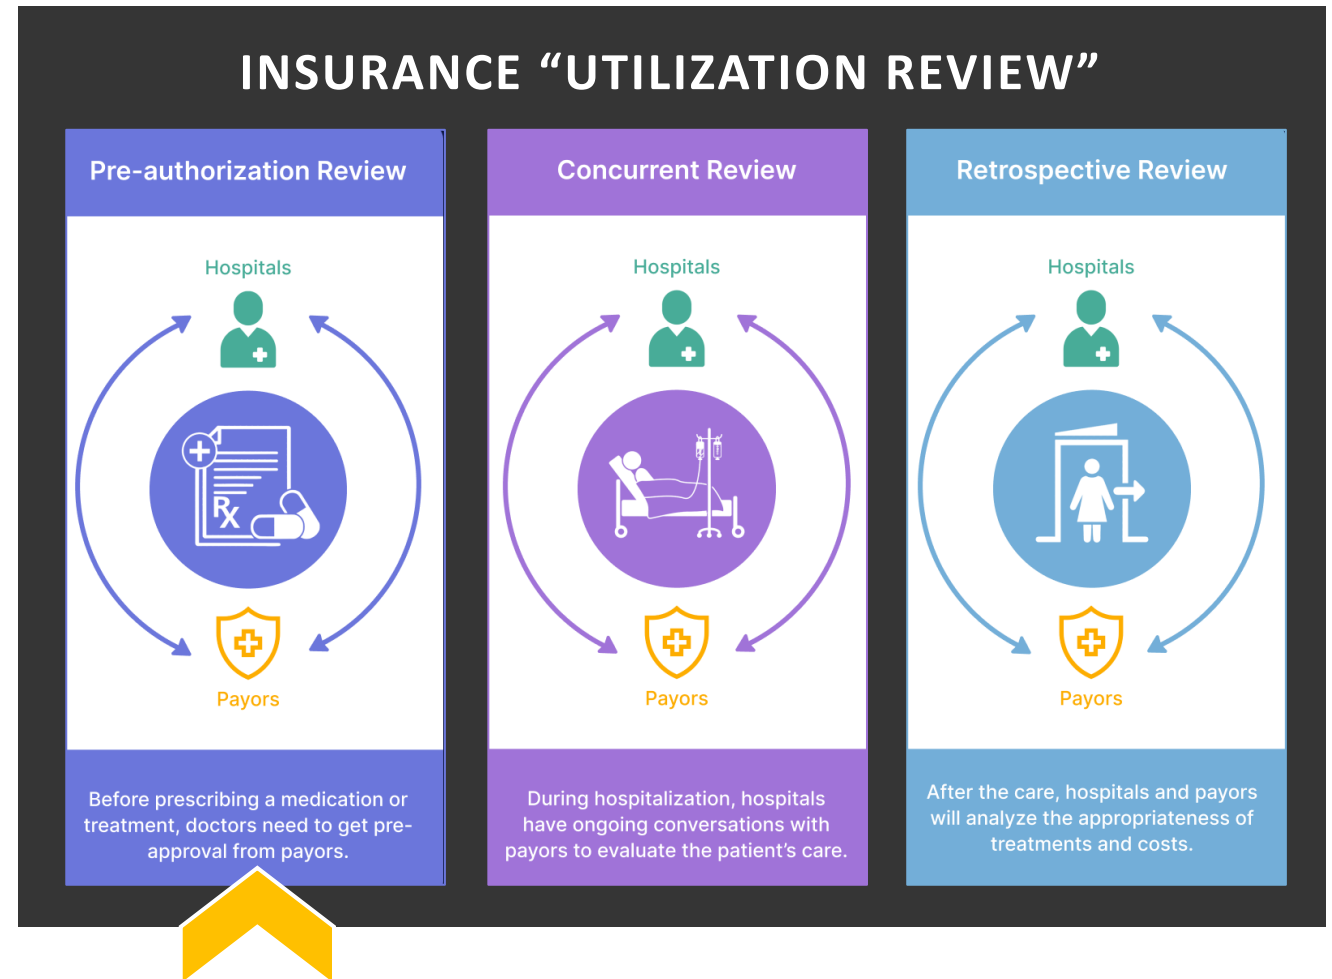 INSURANCE “UTILIZATION REVIEW”
Pre-authorization Review
Hospitals
Rx
Payors
Before prescribing a medication or
treatment, doctors need to get pre-
approval from payors.
Concurrent Review
Hospitals
Payors
During hospitalization, hospitals
have ongoing conversations with
payors to evaluate the patient’s care.
Retrospective Review
Hospitals
Payors
After the care, hospitals and payors
will analyze the appropriateness of
treatments and costs.